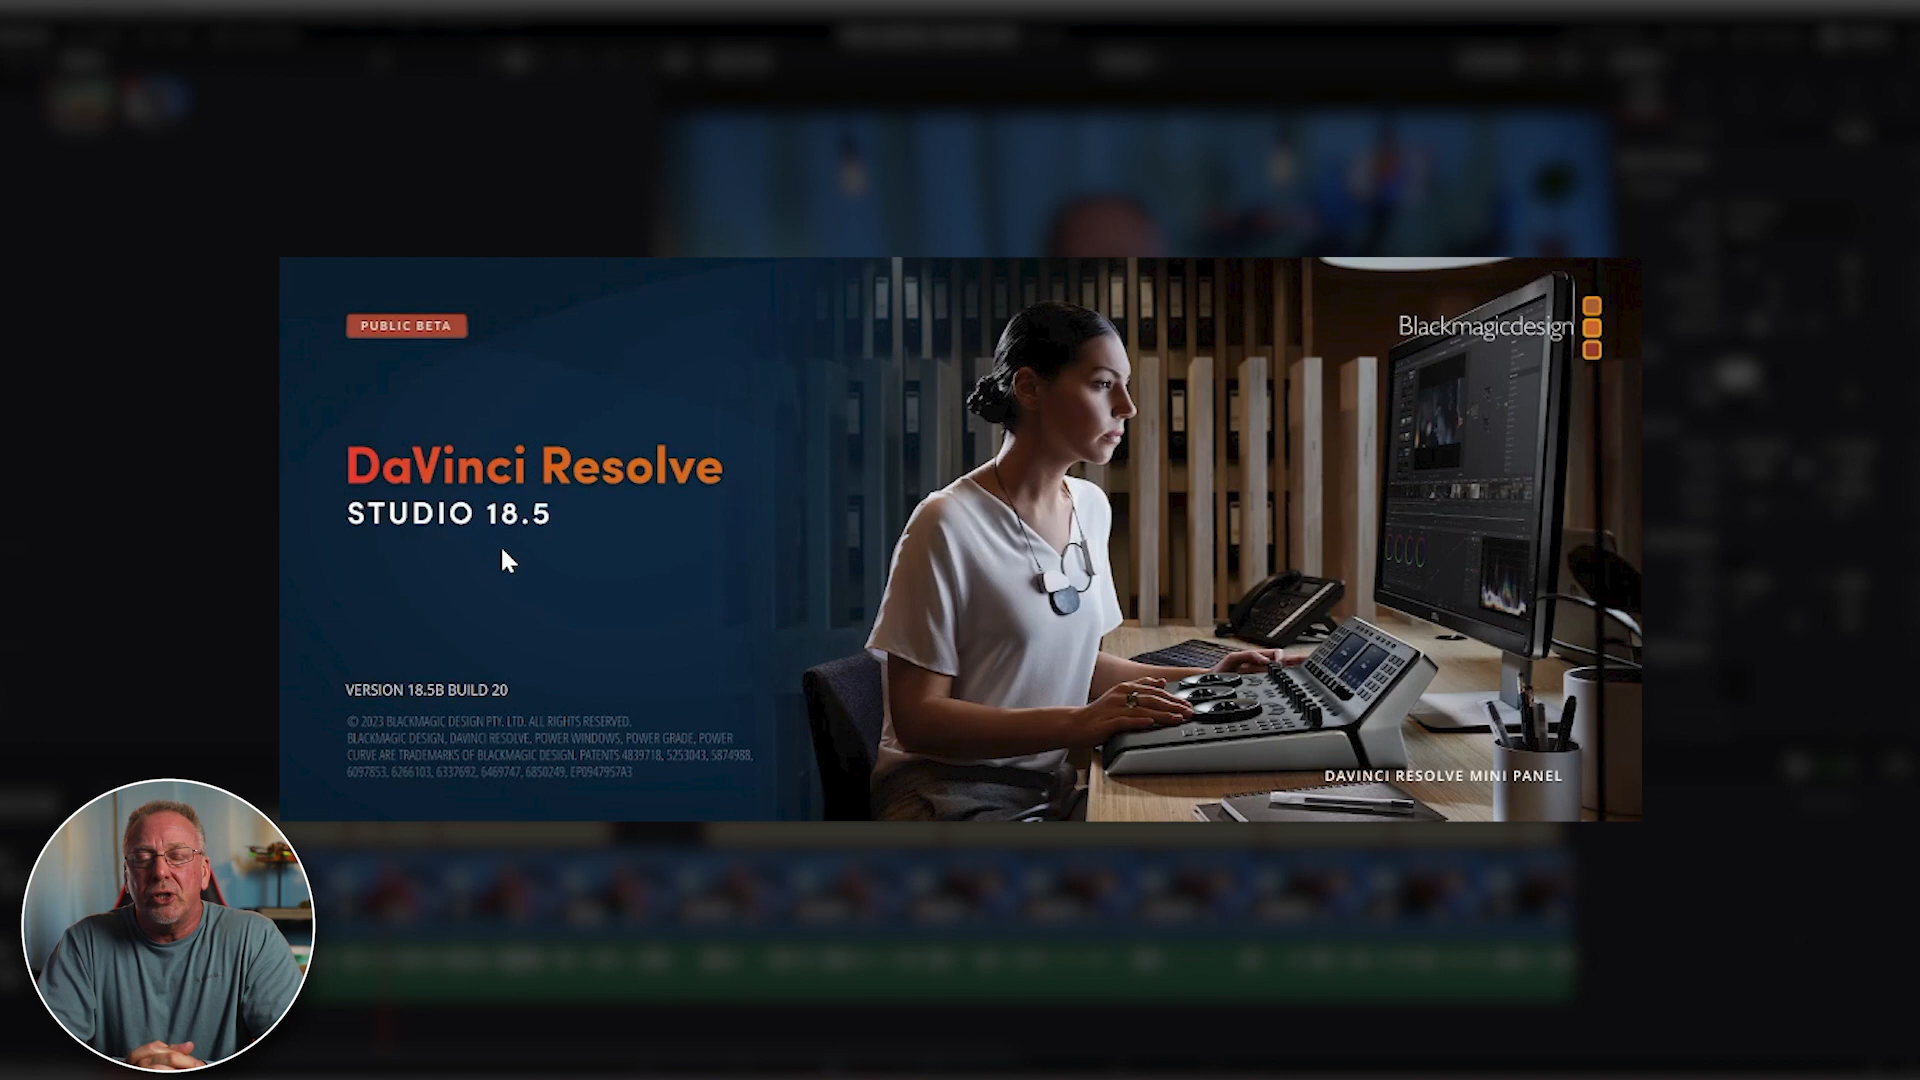 PUBLIC BETA
Blackmagicdesign
DaVinci Resolve
STUDIO 18.5
VERSION 18.5B BUILD 20
© 2023 BLACKMAGIC DESIGN PTY. LTD. ALL RIGHTS RESERVED.
BLACKMAGIC DESIGN, DAVINCI RESOLVE, POWER WINDOWS, POWER GRADE, POWER
CURVE ARE TRADEMARKS OF BLACKMAGIC DESIGN. PATENTS 4839718, 5253043, 5874988,
6097853, 6266103, 6337692, 6469747, 6850249, EP0947957A3
DAVINCI RESOLVE MINI PANEL